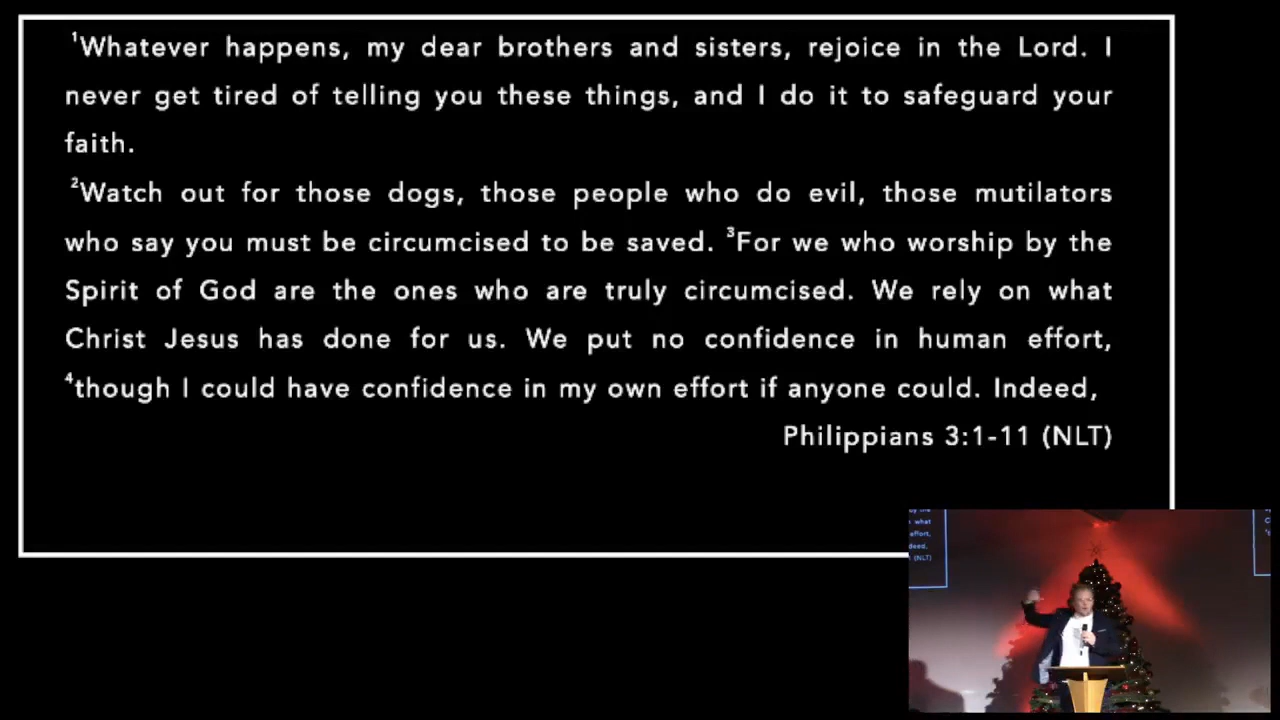 ¹Whatever happens, my dear brothers and sisters, rejoice in the Lord. I
never get tired of telling you these things, and I do it to safeguard your
faith.
²Watch out for those dogs, those people who do evil, those mutilators
who say you must be circumcised to be saved. ³For we who worship by the
Spirit of God are the ones who are truly circumcised. We rely on what
Christ Jesus has done for us. We put no confidence in human effort,
⁴though I could have confidence in my own effort if anyone could. Indeed,
Philippians 3:1-11 (NLT)
what
effort,
(NLT)